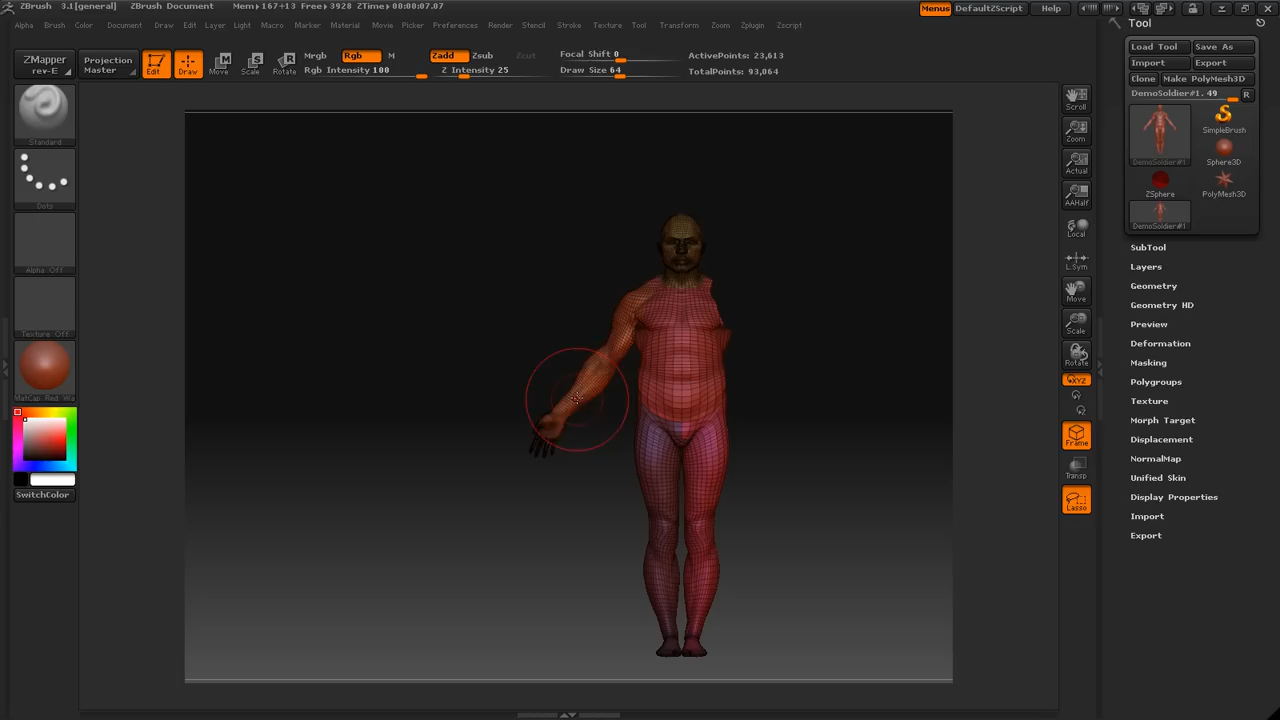 ZBrush 3.1[general] ZBrush Document Mem▸167+13 Free▸3928 ZTime▸00:00:07.07 Menus DefaultZScript Help
Alpha Brush Color Document Draw Edit Layer Light Macro Marker Material Movie Picker Preferences Render Stencil Stroke Texture Tool Transform Zoom Zplugin Zscript
Tool
Load Tool Save As
Import Export
Clone Make PolyMesh3D
DemoSoldier#1. 49 R
DemoSoldier#1
SimpleBrush
Sphere3D
ZSphere
PolyMesh3D
DemoSoldier#1
SubTool
Layers
Geometry
Geometry HD
Preview
Deformation
Masking
Polygroups
Texture
Morph Target
Displacement
NormalMap
Unified Skin
Display Properties
Import
Export
ZMapper
rev-E
Projection
Master
Edit
Draw
Move
Scale
Rotate
Mrgb Rgb M
Rgb Intensity 100
Zadd Zsub Zcut
Z Intensity 25
Focal Shift 0
Draw Size 64
ActivePoints▸ 23,613
TotalPoints▸ 93,064
Standard
Dots
Alpha Off
Texture Off
MatCap Red Wa
SwitchColor
Scroll
Zoom
Actual
AAHalf
Local
L.Sym
Move
Scale
Rotate
XYZ
Frame
Transp
Lasso